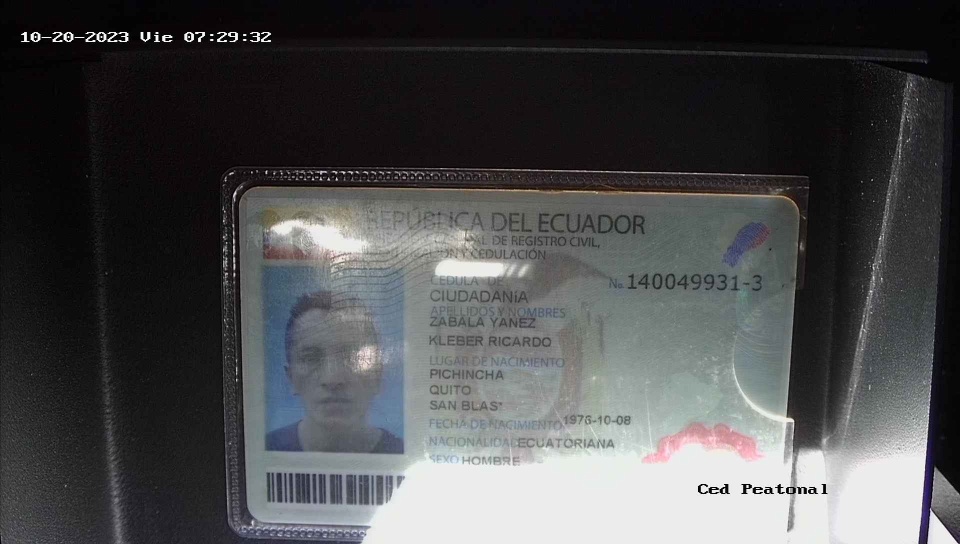 10-20-2023 Vie 07:29:32
REPÚBLICA DEL ECUADOR
DE REGISTRO CIVIL,
Y CEDULACIÓN
CÉDULA DE
No. 140049931-3
CIUDADANÍA
APELLIDOS Y NOMBRES
ZABALA YANEZ
KLEBER RICARDO
LUGAR DE NACIMIENTO
PICHINCHA
QUITO
SAN BLAS
FECHA DE NACIMIENTO 1976-10-08
NACIONALIDAD ECUATORIANA
SEXO HOMBRE
Ced Peatonal